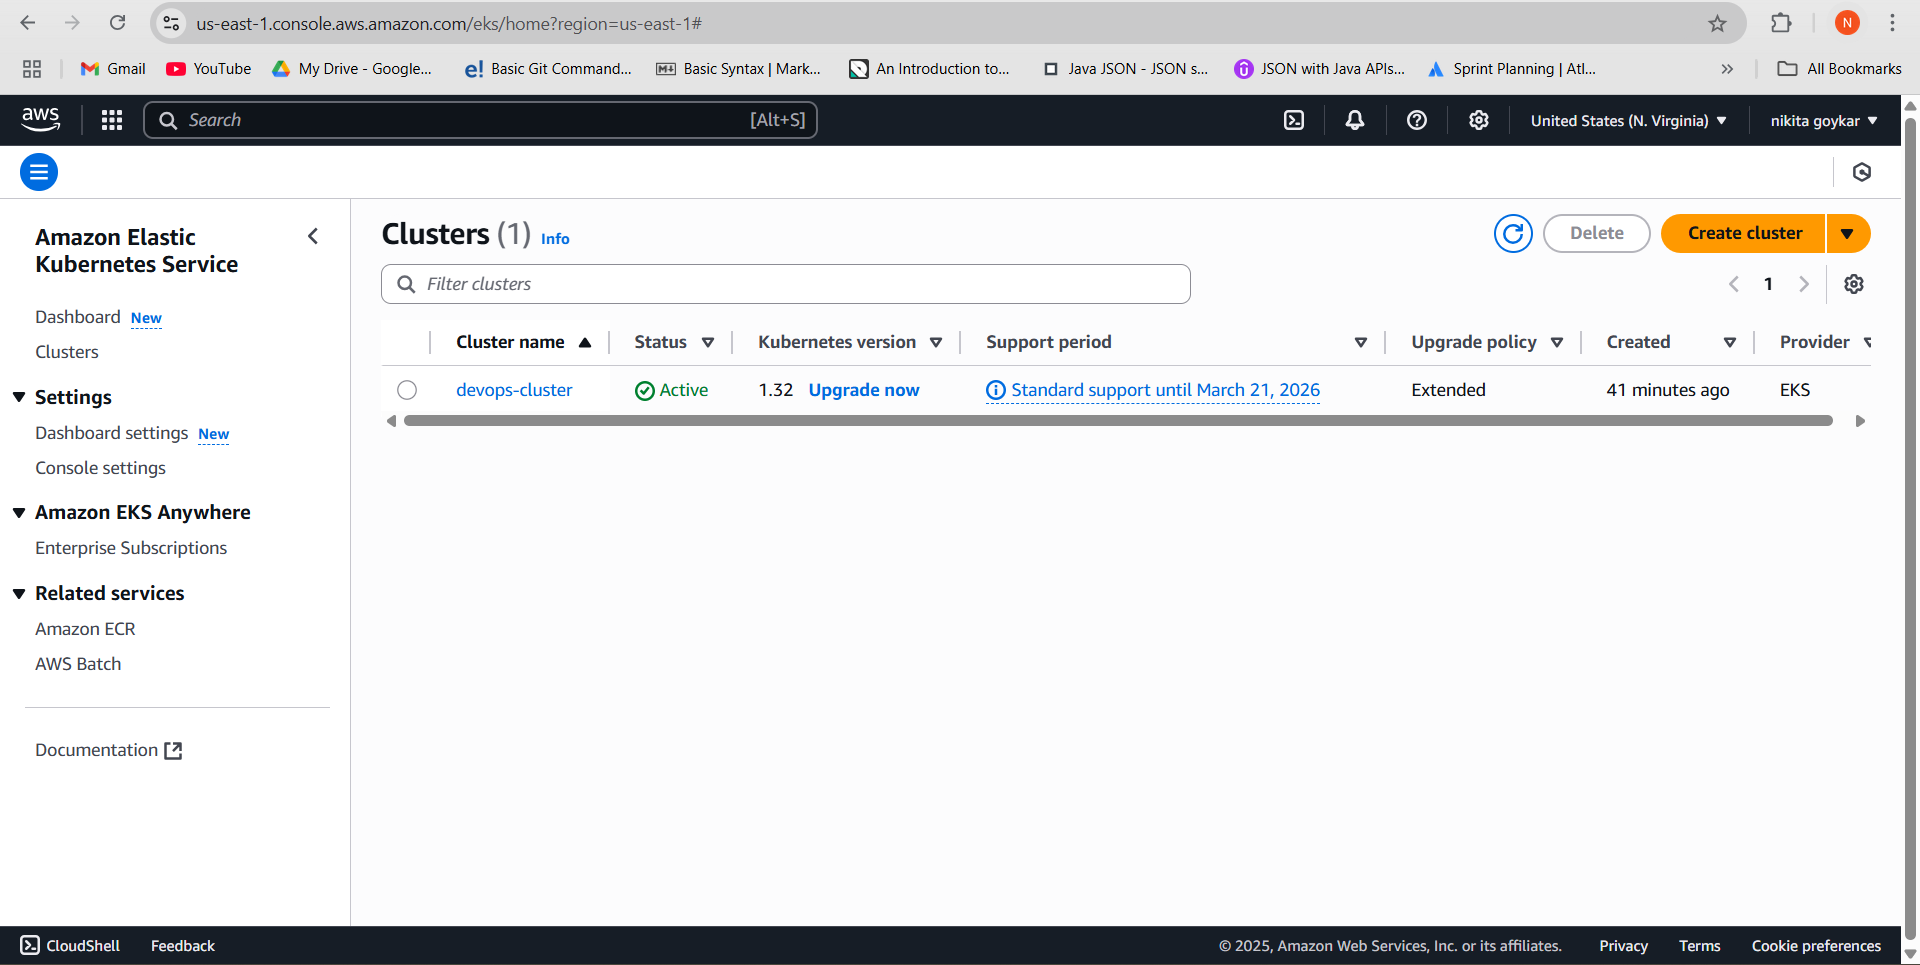 us-east-1.console.aws.amazon.com/eks/home?region=us-east-1#
N
Gmail
YouTube
My Drive - Google...
e! Basic Git Command...
Basic Syntax | Mark...
An Introduction to...
Java JSON - JSON s...
JSON with Java APIs...
Sprint Planning | Atl...
All Bookmarks
aws
Search
[Alt+S]
United States (N. Virginia)
nikita goykar
Amazon Elastic
Kubernetes Service
Dashboard New
Clusters
Settings
Dashboard settings New
Console settings
Amazon EKS Anywhere
Enterprise Subscriptions
Related services
Amazon ECR
AWS Batch
Documentation
Clusters (1) Info
Delete
Create cluster
Filter clusters
1
Cluster name
Status
Kubernetes version
Support period
Upgrade policy
Created
Provider
devops-cluster
Active
1.32 Upgrade now
Standard support until March 21, 2026
Extended
41 minutes ago
EKS
CloudShell
Feedback
© 2025, Amazon Web Services, Inc. or its affiliates.
Privacy
Terms
Cookie preferences